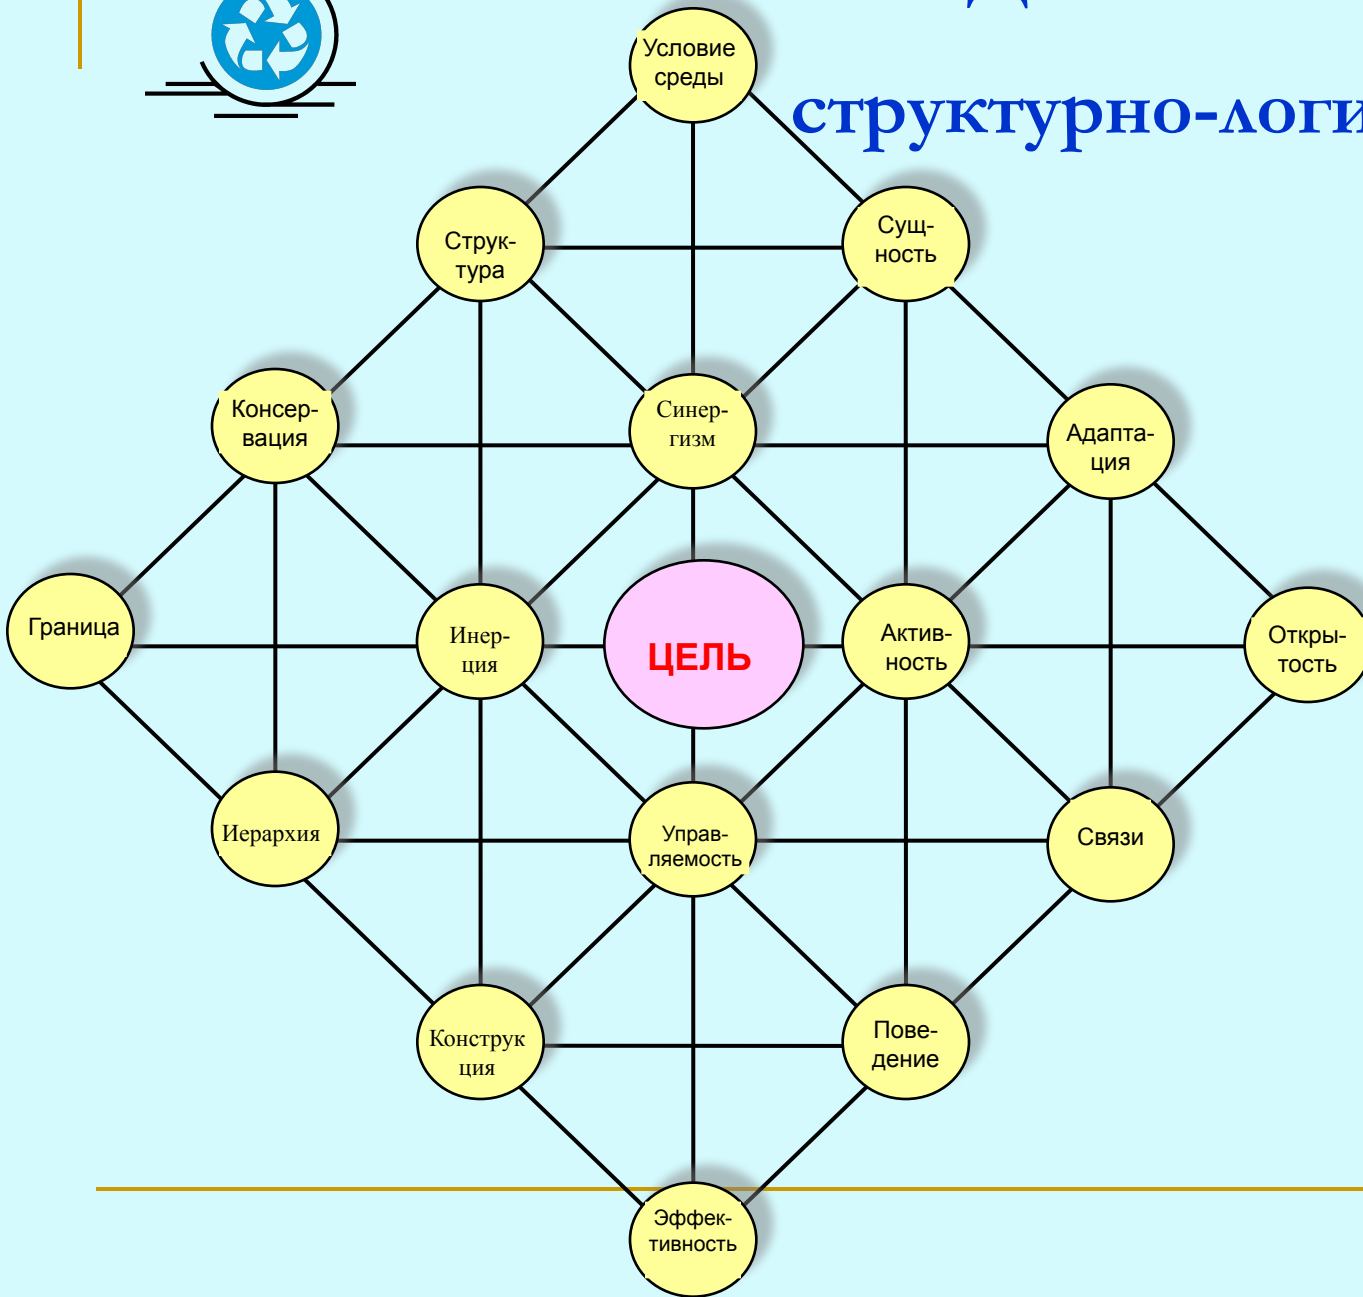 структурно-логи
Условие
среды
Струк-
тура
Сущ-
ность
Консер-
вация
Синер-
гизм
Адапта-
ция
Граница
Инер-
ция
ЦЕЛЬ
Актив-
ность
Откры-
тость
Иерархия
Управ-
ляемость
Связи
Конструк
ция
Пове-
дение
Эффек-
тивность